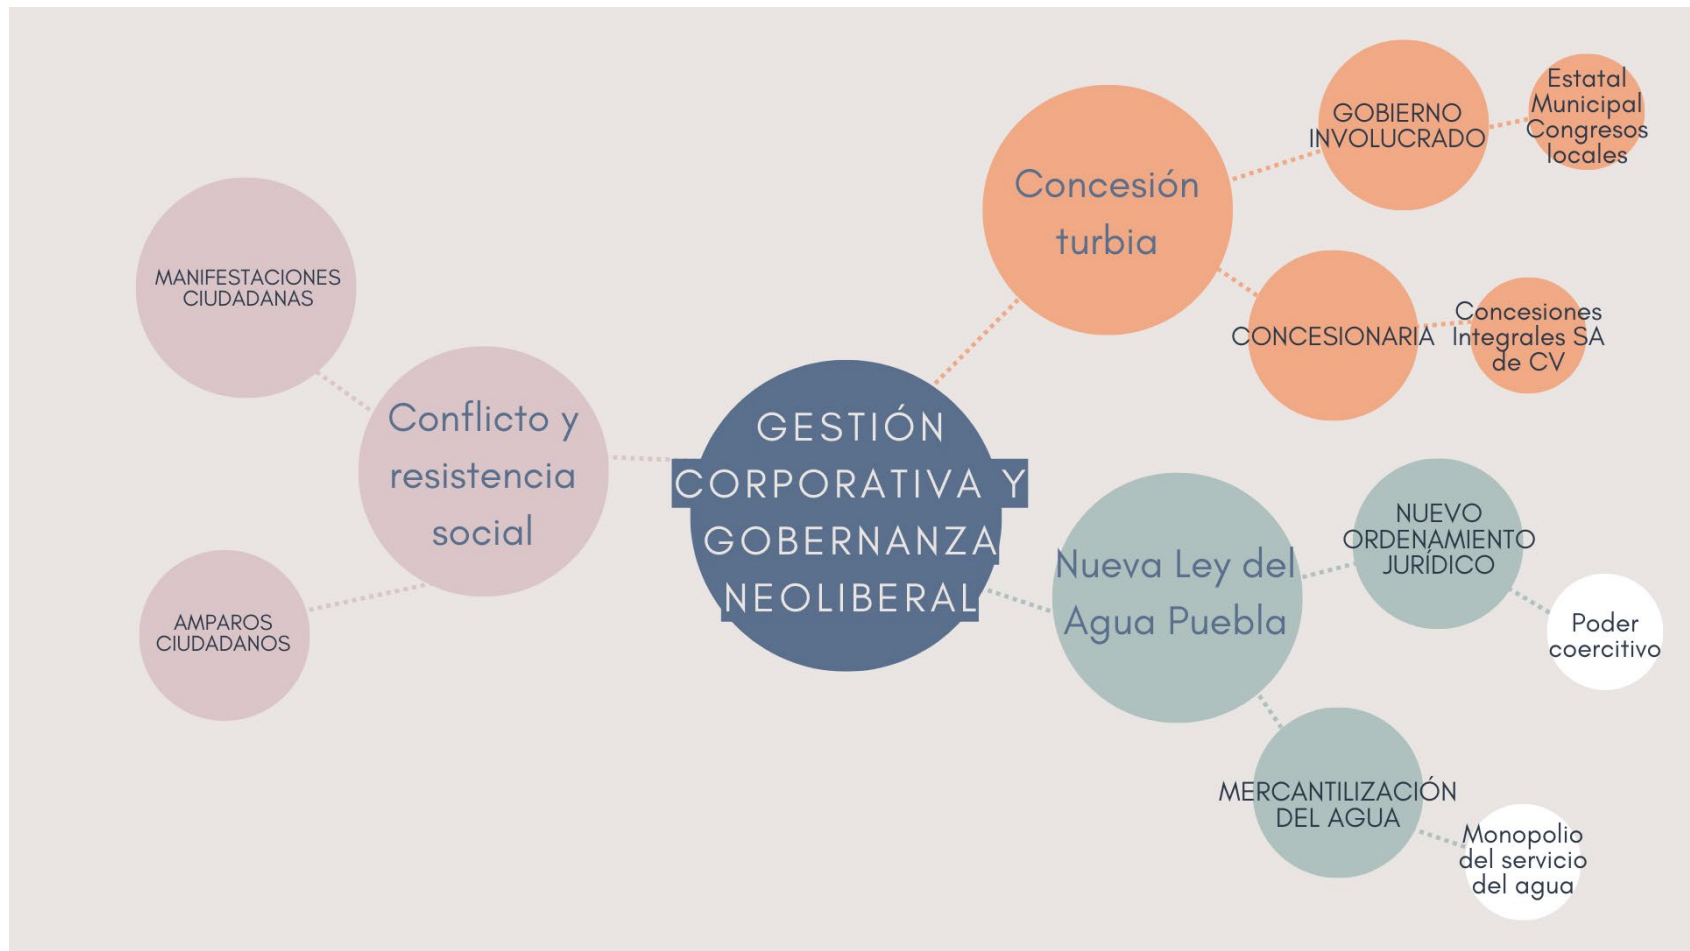 GESTIÓN
CORPORATIVA Y
GOBERNANZA
NEOLIBERAL
Concesión
turbia
GOBIERNO
INVOLUCRADO
Estatal
Municipal
Congresos
locales
CONCESIONARIA
Concesiones
Integrales SA
de CV
Nueva Ley del
Agua Puebla
NUEVO
ORDENAMIENTO
JURÍDICO
Poder
coercitivo
MERCANTILIZACIÓN
DEL AGUA
Monopolio
del servicio
del agua
Conflicto y
resistencia
social
MANIFESTACIONES
CIUDADANAS
AMPAROS
CIUDADANOS